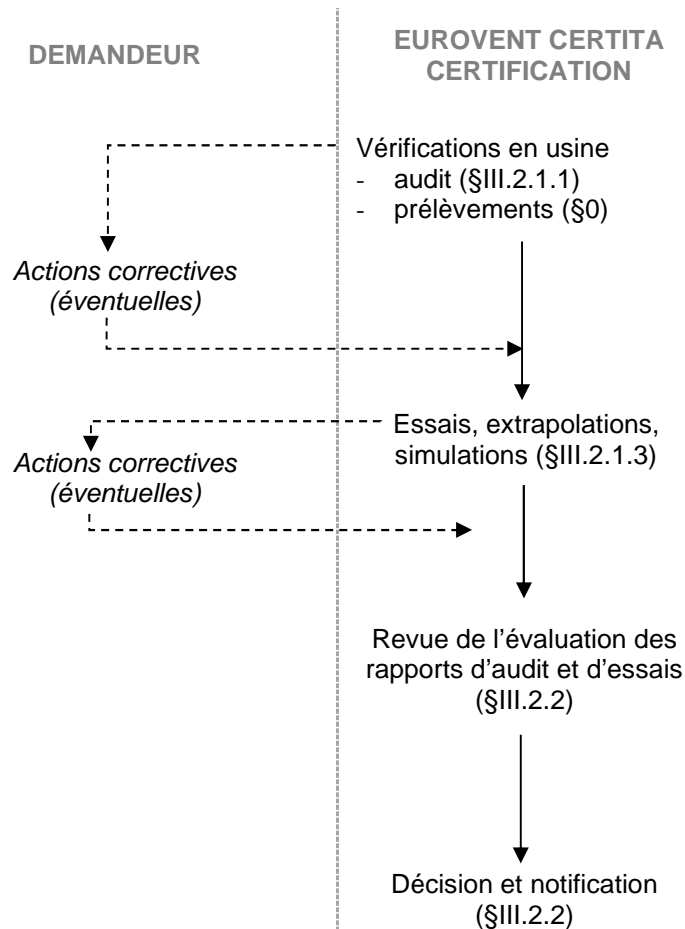 DEMANDEUR
EUROVENT CERTITA
CERTIFICATION
Vérifications en usine
- audit (§III.2.1.1)
- prélèvements (§0)
Actions correctives
(éventuelles)
Essais, extrapolations,
simulations (§III.2.1.3)
Actions correctives
(éventuelles)
Revue de l’évaluation des
rapports d’audit et d’essais
(§III.2.2)
Décision et notification
(§III.2.2)